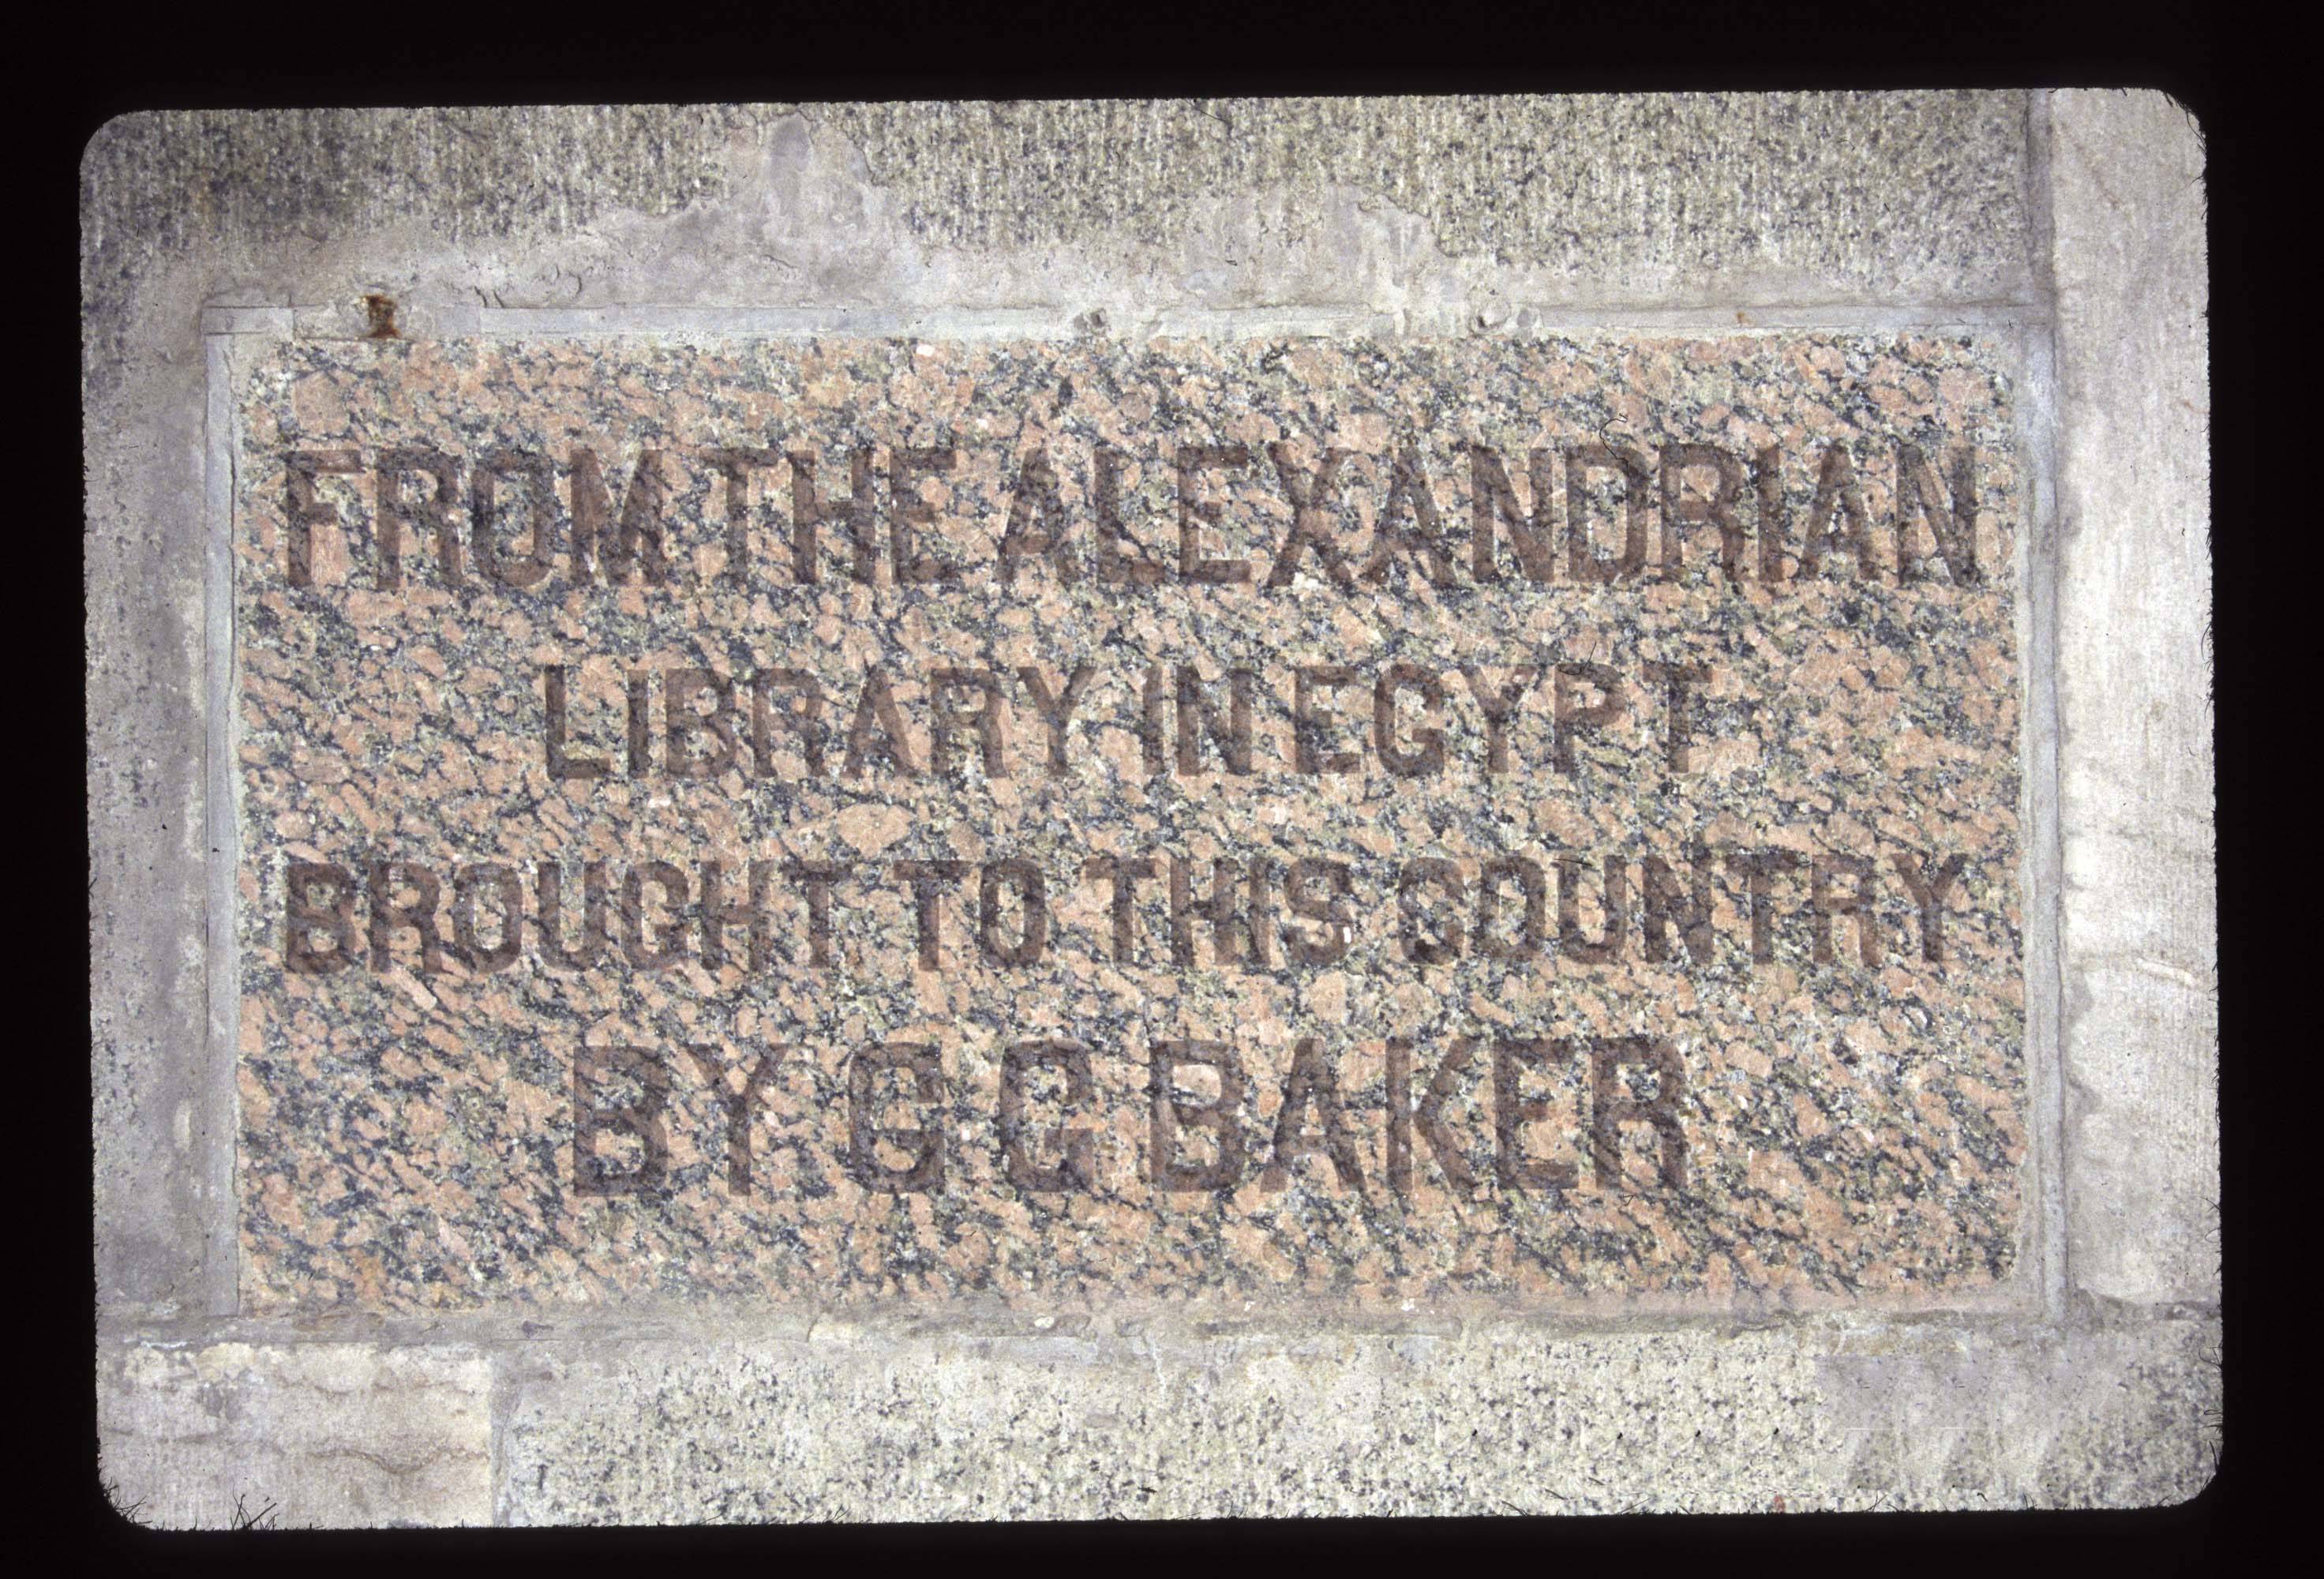 FROM THE ALEXANDRIAN
LIBRARY IN EGYPT
BROUGHT TO THIS COUNTRY
BY G G BAKER